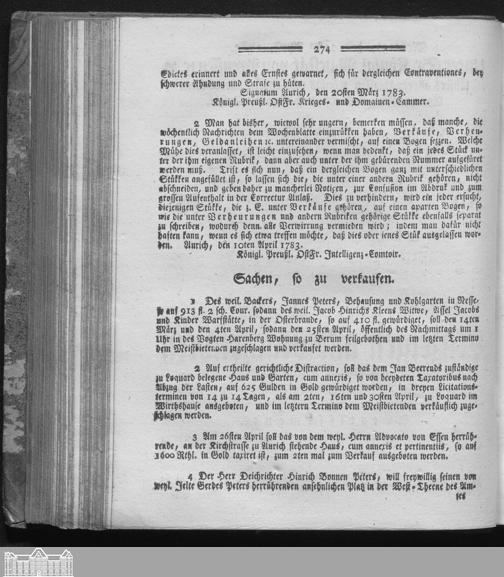 274
Edictes erinnert und alles Ernstes gewarnet, sich für dergleichen Contraventiones, bey
schwerer Ahndung und Strafe zu hüten.
Signatum Aurich, den 20sten März 1783.
Königl. Preußl. OstFr. Krieges- und Domainen-Cammer.
2 Man hat bisher, wiewol sehr ungern, bemerken müssen, daß manche, die
wöchentlich Nachrichten dem Wochenblatte einzurükken haben, Verkäufe, Verheu-
rungen, Geldanleihen ic. untereinander vermischt, auf einen Bogen setzen. Welche
Mühe dies veranlasset, ist leicht einzusehen, wenn man bedenkt, daß ein jedes Stük un-
ter der ihm eigenen Rubrik, dann aber auch unter der ihm gebürenden Nummer aufgeführt
werden muß. Trift es sich nun, daß ein dergleichen Bogen ganz mit unterschiedlichen
Stükken angefüllet ist, so lassen sich die, die unter einer andern Rubrik gehören, nicht
abschneiden, und geben daher zu mancherlei Notizen, zur Confusion im Abdruk und zum
grossen Aufenthalt in der Correctur Anlaß. Dies zu verhindern, wird ein jeder ersucht,
diejenigen Stükke, die z. E. unter Verkäufe gehören, auf einen aparten Bogen, so
wie die unter Verheurungen und andern Rubriken gehörige Stükke ebenfalls separat
zu schreiben, wodurch denn alle Verwirrung vermieden wird; indem man dafür nicht
haften kann, wenn es sich etwa treffen möchte, daß dies oder jenes Stük ausgelassen wor-
den. Aurich, den 10ten April 1783.
Königl. Preußl. OstFr. Intelligenz-Comtoir.
Sachen, so zu verkaufen.
1 Des weil. Backers, Jannes Peters, Behausung und Kohlgarten in Nesse-
so auf 913 fl. 2 sch. Cour. sodann des weil. Jacob Hinrichs Kleens Witwe, Aissel Jacobs
und Kinder Warfstätte, in der Osterbrande, so auf 410 fl. gewürdiget, soll den 14ten
März und den 4ten April, sodann den 25sten April, öffentlich des Nachmittags um 1
Uhr in des Vogten Harenberg Wohnung zu Berum feilgebothen und im letzten Termino
dem Meistbietenden zugeschlagen und verkaufet werden.
2 Auf ertheilte gerichtliche Distraction, soll das dem Jan Beerends zuständige
zu Loquard belegene Haus und Garten, cum annexis, so von beeydeten Taxatoribus nach
Abzug der Lasten, auf 625 Gulden in Gold gewürdiget worden, in dreyen Licitations-
terminen von 14 zu 14 Tagen, als am 2ten, 16ten und 30sten April, zu Loquard im
Wirthshause ausgeboten, und im letztern Termino dem Meistbietenden verkäuflich zuge-
schlagen werden.
3 Am 26sten April soll das von dem weyl. Herrn Advocato von Essen herrüh-
rende, an der Kirchstrasse zu Aurich stehende Haus, cum annexis et pertinentiis, so auf
1600 Rthl. in Gold taxiret ist, zum 2ten mal zum Verkauf ausgeboten werden.
4 Der Herr Deichrichter Hinrich Bonnen Peters, will freywillig seinen von
weyl. Jelte Gerdes Peters herrührenden ansehnlichen Platz in der West-Theene des Am-
tes